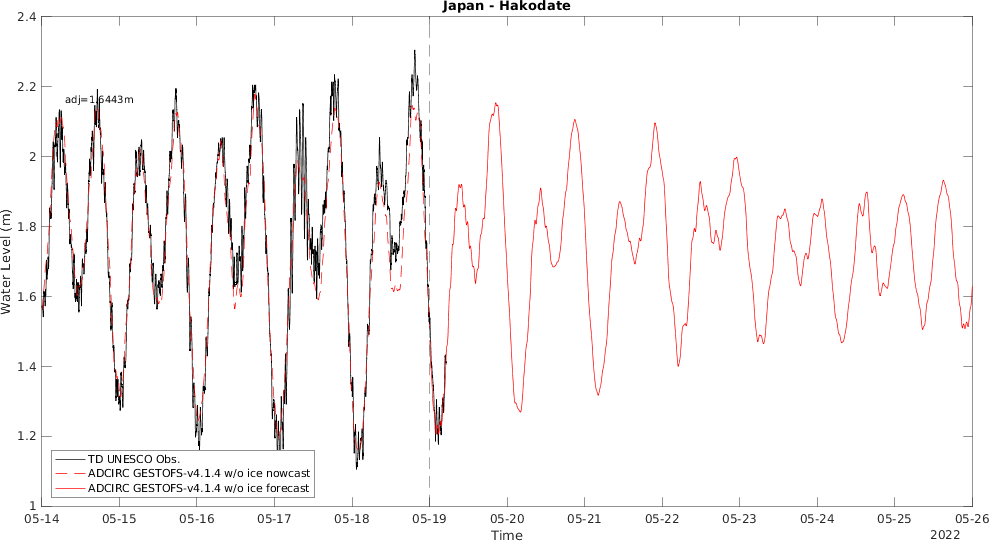 Japan - Hakodate
2.4
2.2
2
1.8
1.6
1.4
1.2
1
Water Level (m)
adj=1.6443m
TD UNESCO Obs.
ADCIRC GESTOFS-v4.1.4 w/o ice nowcast
ADCIRC GESTOFS-v4.1.4 w/o ice forecast
05-14 05-15 05-16 05-17 05-18 05-19 05-20 05-21 05-22 05-23 05-24 05-25 05-26
Time
2022